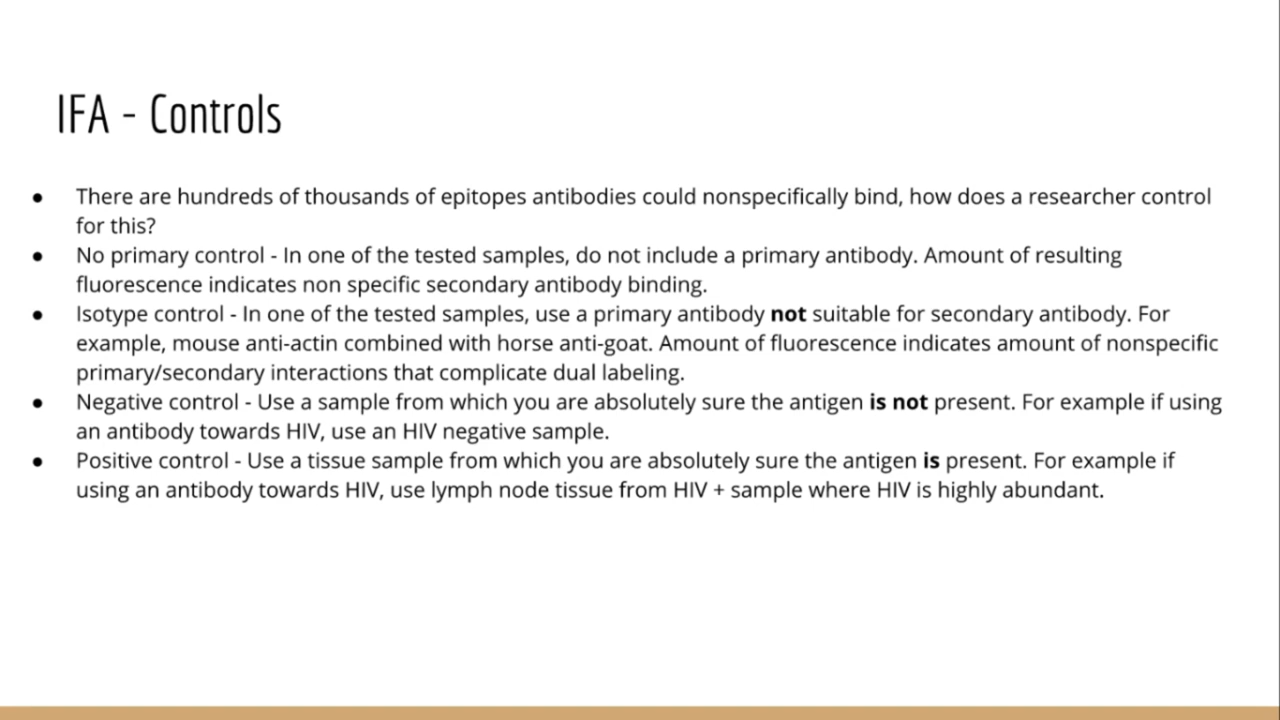 IFA - Controls
● There are hundreds of thousands of epitopes antibodies could nonspecifically bind, how does a researcher control
for this?
● No primary control - In one of the tested samples, do not include a primary antibody. Amount of resulting
fluorescence indicates non specific secondary antibody binding.
● Isotype control - In one of the tested samples, use a primary antibody not suitable for secondary antibody. For
example, mouse anti-actin combined with horse anti-goat. Amount of fluorescence indicates amount of nonspecific
primary/secondary interactions that complicate dual labeling.
● Negative control - Use a sample from which you are absolutely sure the antigen is not present. For example if using
an antibody towards HIV, use an HIV negative sample.
● Positive control - Use a tissue sample from which you are absolutely sure the antigen is present. For example if
using an antibody towards HIV, use lymph node tissue from HIV + sample where HIV is highly abundant.